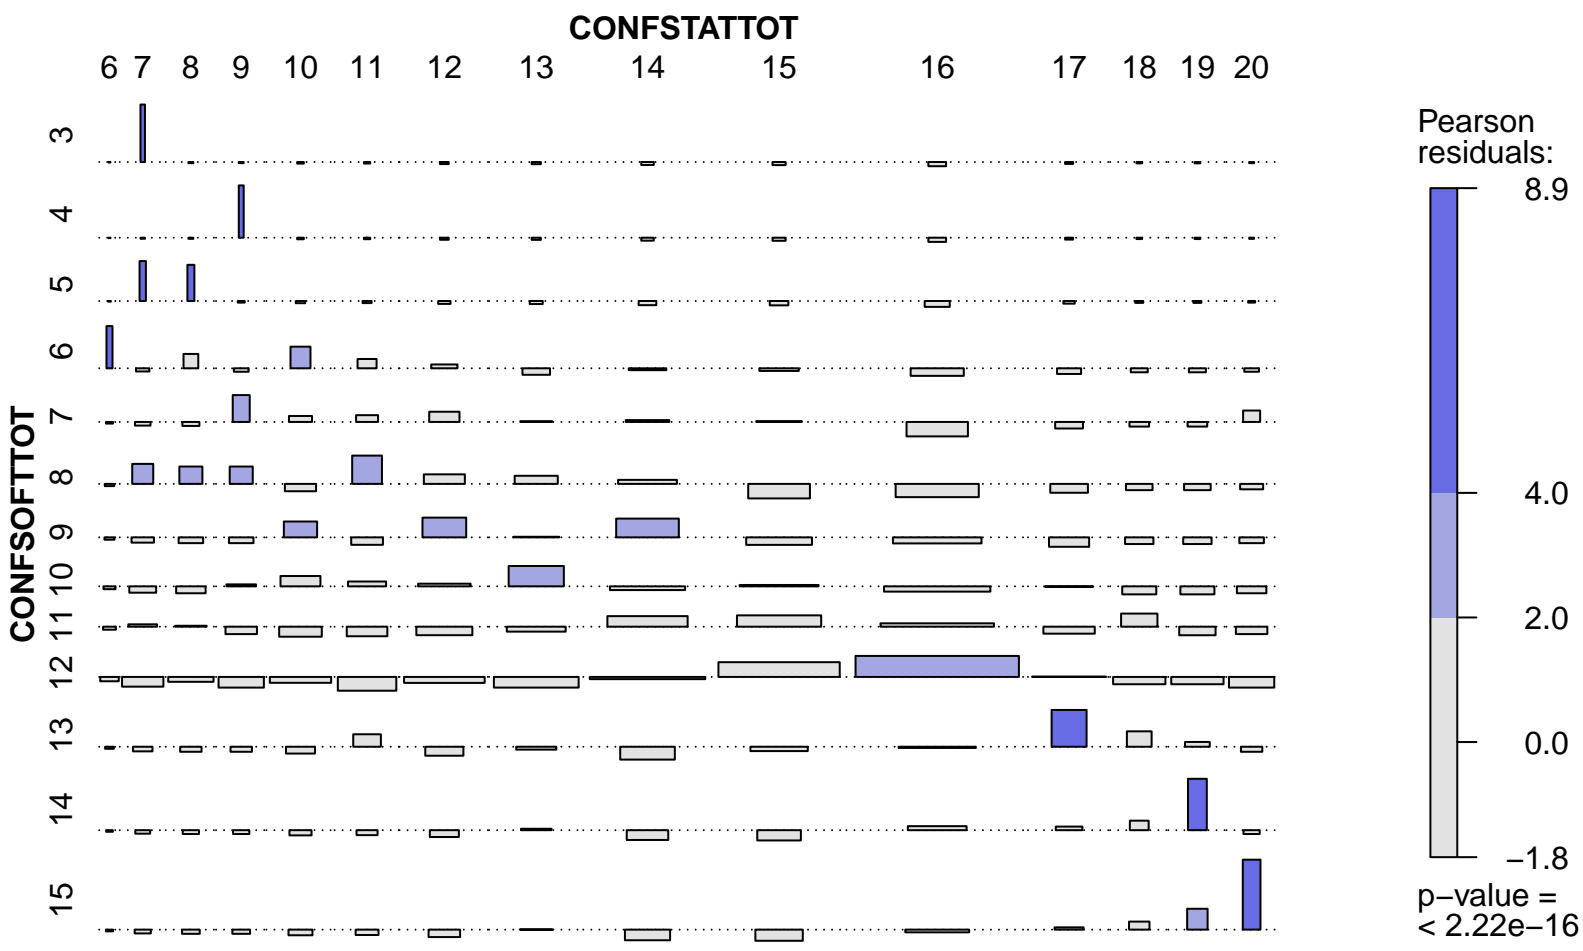 CONFSTATTOT
6 7 8 9 10 11 12 13 14 15 16 17 18 19 20
CONFSOFTTOT
3
4
5
6
7
8
9
10
11
12
13
14
15
Pearson
residuals:
8.9
4.0
2.0
0.0
−1.8
p−value =
< 2.22e−16